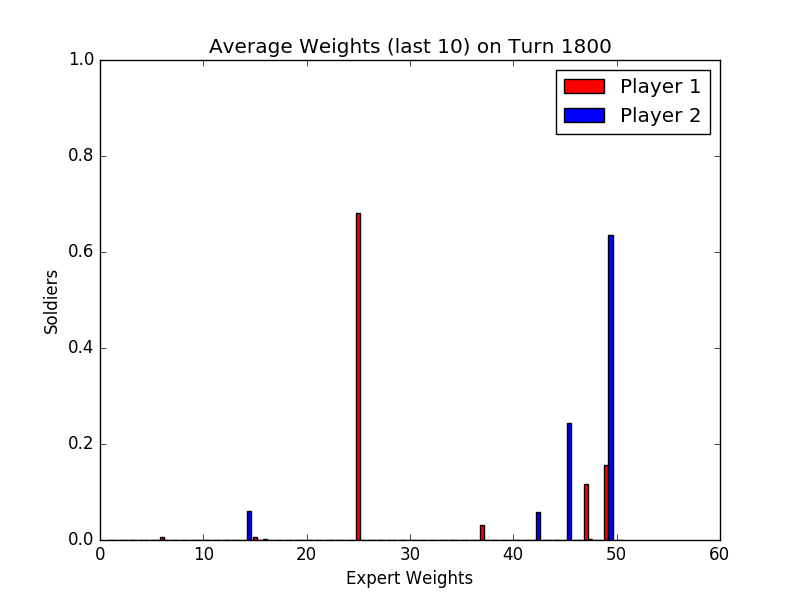 Average Weights (last 10) on Turn 1800
1.0
0.8
0.6
0.4
0.2
0.0
Soldiers
Player 1
Player 2
0 10 20 30 40 50 60
Expert Weights